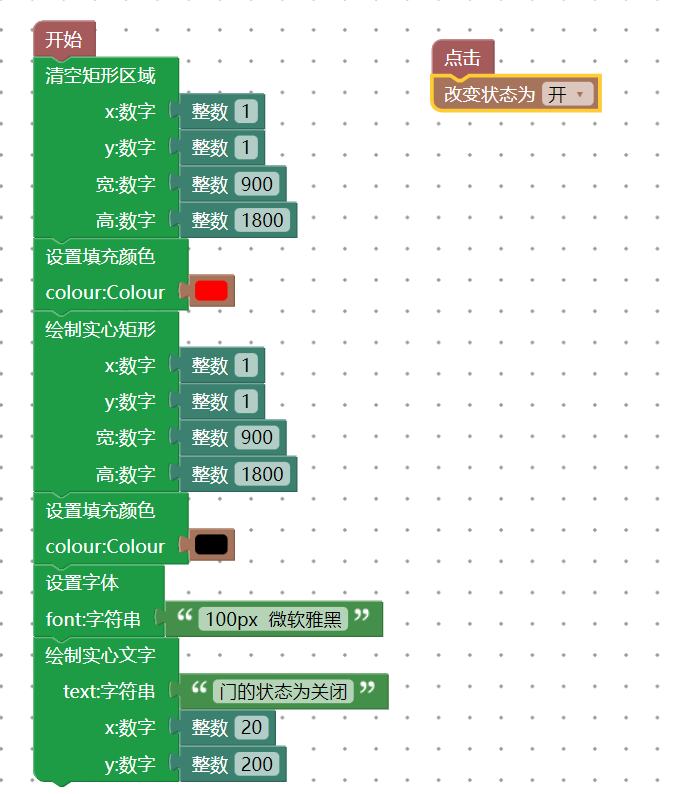 开始
清空矩形区域
x:数字 整数 1
y:数字 整数 1
宽:数字 整数 900
高:数字 整数 1800
设置填充颜色
colour:Colour
绘制实心矩形
x:数字 整数 1
y:数字 整数 1
宽:数字 整数 900
高:数字 整数 1800
设置填充颜色
colour:Colour
设置字体
font:字符串 “ 100px 微软雅黑 ”
绘制实心文字
text:字符串 “ 门的状态为关闭 ”
x:数字 整数 20
y:数字 整数 200
点击
改变状态为 开